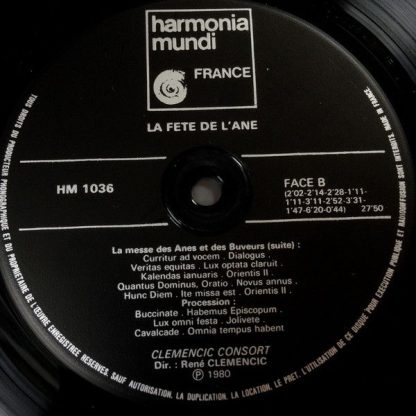 harmonia
mundi
FRANCE
LA FETE DE L'ANE
HM 1036
FACE B
(2'02-2'14-2'28-1'11-
1'11-3'11-2'52-3'31-
1'47-6'20-0'44) 27'50
La messe des Anes et des Buveurs (suite) :
Curritur ad vocem . Dialogus .
Veritas equitas . Lux optata claruit .
Kalendas ianuaris . Orientis II .
Quantus Dominus, Oratio . Novus annus .
Hunc Diem . Ite missa est . Orientis II .
Procession :
Buccinate . Habemus Episcopum .
Lux omni festa . Jolivete .
Cavalcade . Omnia tempus habent
CLEMENCIC CONSORT
Dir. : René CLEMENCIC
Ⓟ 1980
TOUS DROITS DU PRODUCTEUR PHONOGRAPHIQUE ET DU PROPRIETAIRE DE L'ŒUVRE ENREGISTREE RESERVES. SAUF AUTORISATION, LA DUPLICATION, LA LOCATION, LE PRET, L'UTILISATION DE CE DISQUE POUR EXECUTION PUBLIQUE ET RADIODIFFUSION SONT INTERDITS. MADE IN FRANCE.